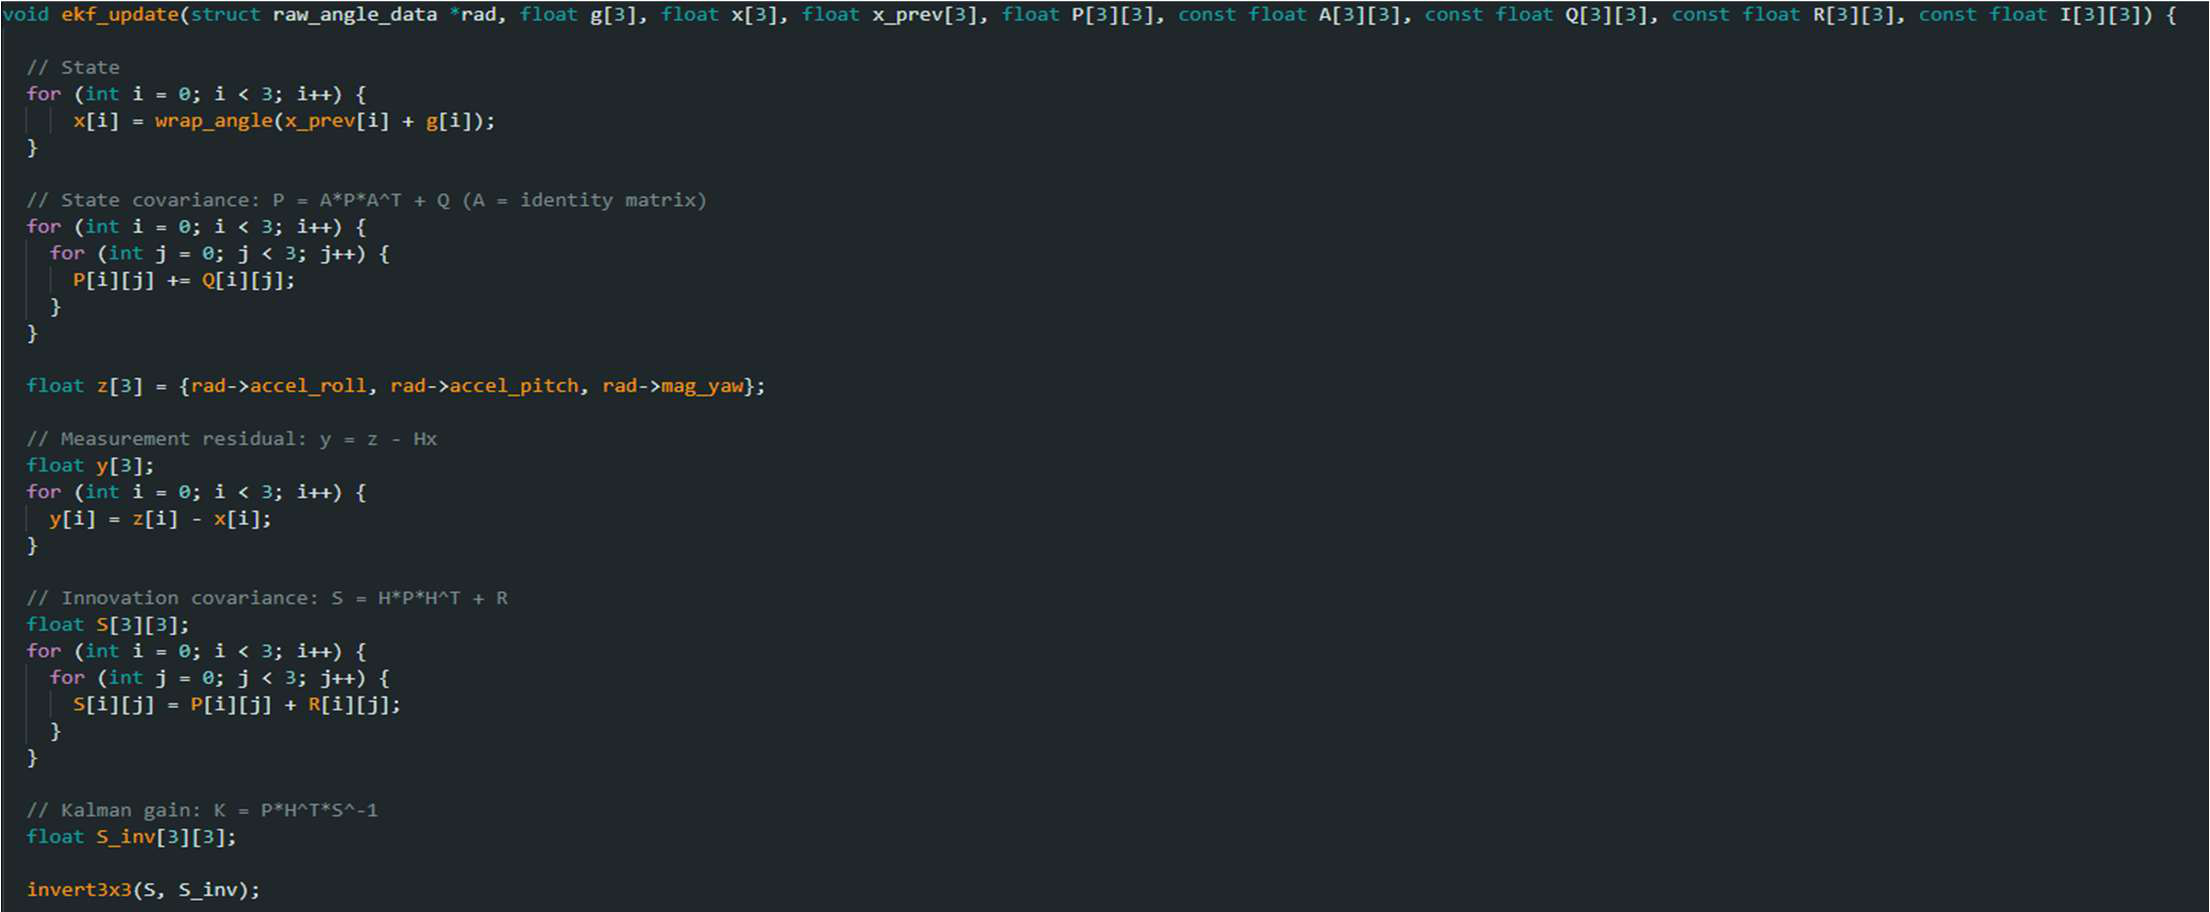 void ekf_update(struct raw_angle_data *rad, float g[3], float x[3], float x_prev[3], float P[3][3], const float A[3][3], const float Q[3][3], const float R[3][3], const float I[3][3]) {
// State
for (int i = 0; i < 3; i++) {
x[i] = wrap_angle(x_prev[i] + g[i]);
}
// State covariance: P = A*P*A^T + Q (A = identity matrix)
for (int i = 0; i < 3; i++) {
for (int j = 0; j < 3; j++) {
P[i][j] += Q[i][j];
}
}
float z[3] = {rad->accel_roll, rad->accel_pitch, rad->mag_yaw};
// Measurement residual: y = z - Hx
float y[3];
for (int i = 0; i < 3; i++) {
y[i] = z[i] - x[i];
}
// Innovation covariance: S = H*P*H^T + R
float S[3][3];
for (int i = 0; i < 3; i++) {
for (int j = 0; j < 3; j++) {
S[i][j] = P[i][j] + R[i][j];
}
}
// Kalman gain: K = P*H^T*S^-1
float S_inv[3][3];
invert3x3(S, S_inv);